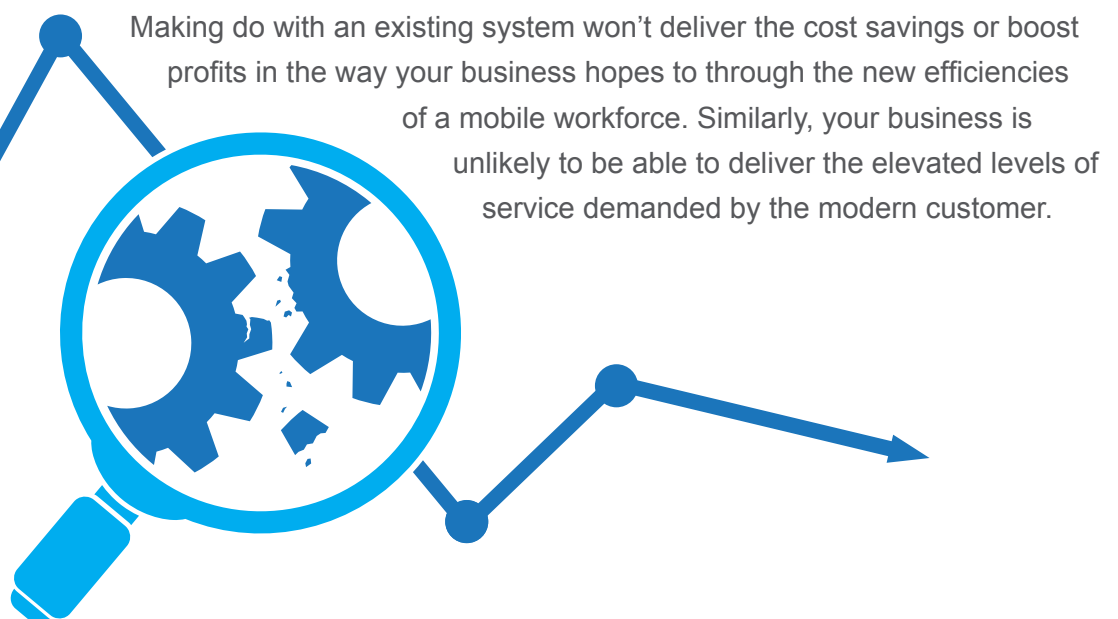 Making do with an existing system won’t deliver the cost savings or boost
profits in the way your business hopes to through the new efficiencies
of a mobile workforce. Similarly, your business is
unlikely to be able to deliver the elevated levels of
service demanded by the modern customer.